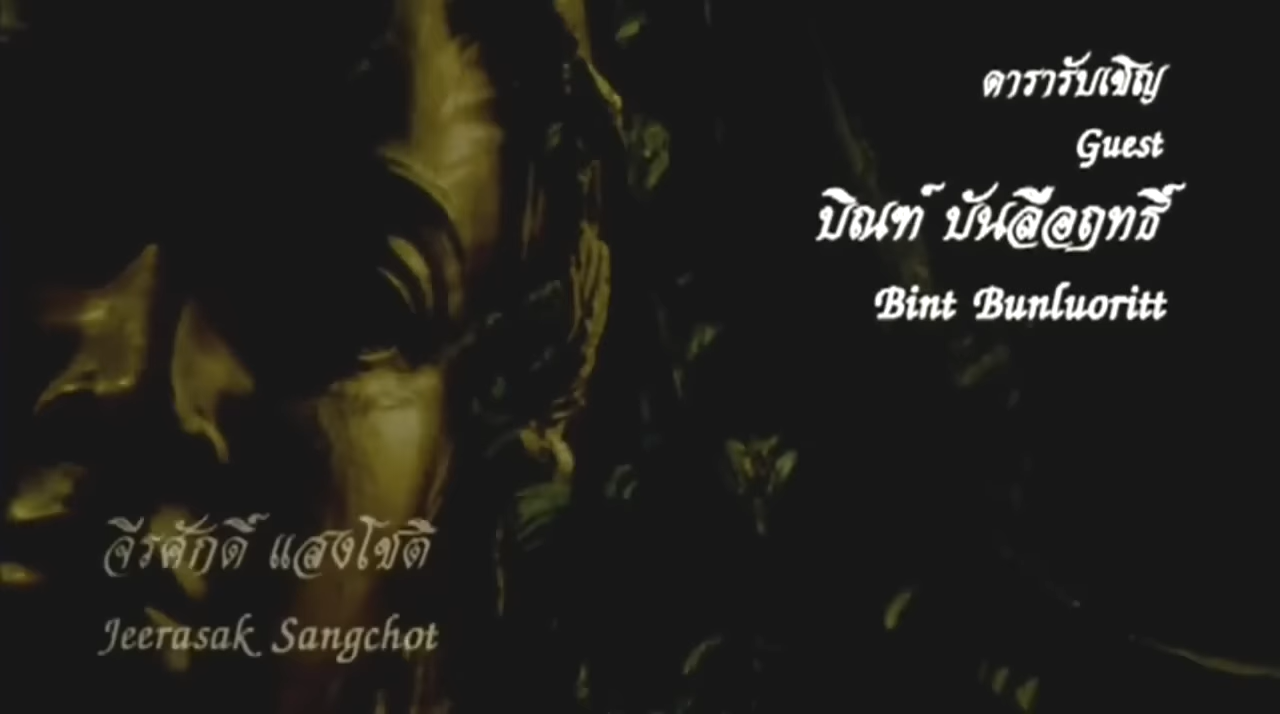 ดารารับเชิญ
Guest
บิณฑ์ บันลือฤทธิ์
Bint Bunluoritt
จีรศักดิ์ แสงโชติ
Jeerasak Sangchot